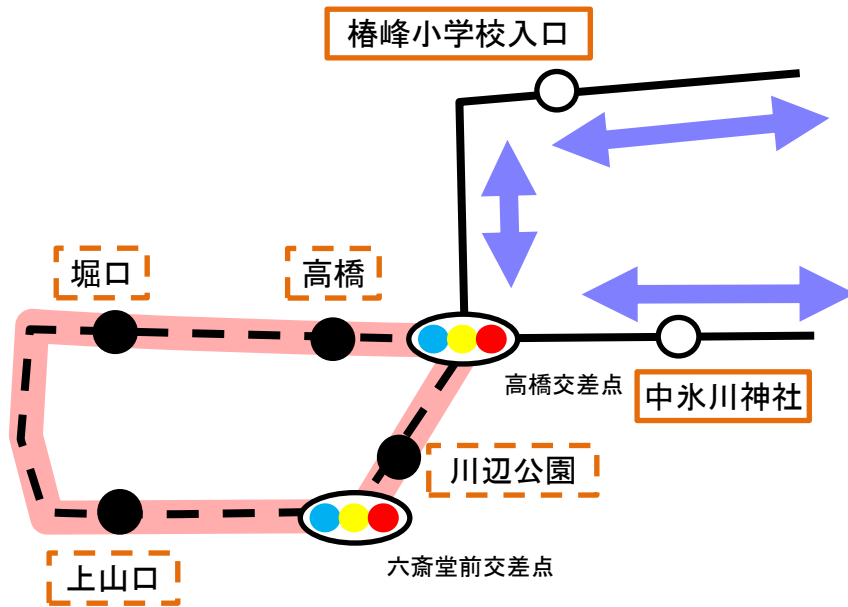 椿峰小学校入口
堀口
高橋
高橋交差点
中氷川神社
川辺公園
六斎堂前交差点
上山口